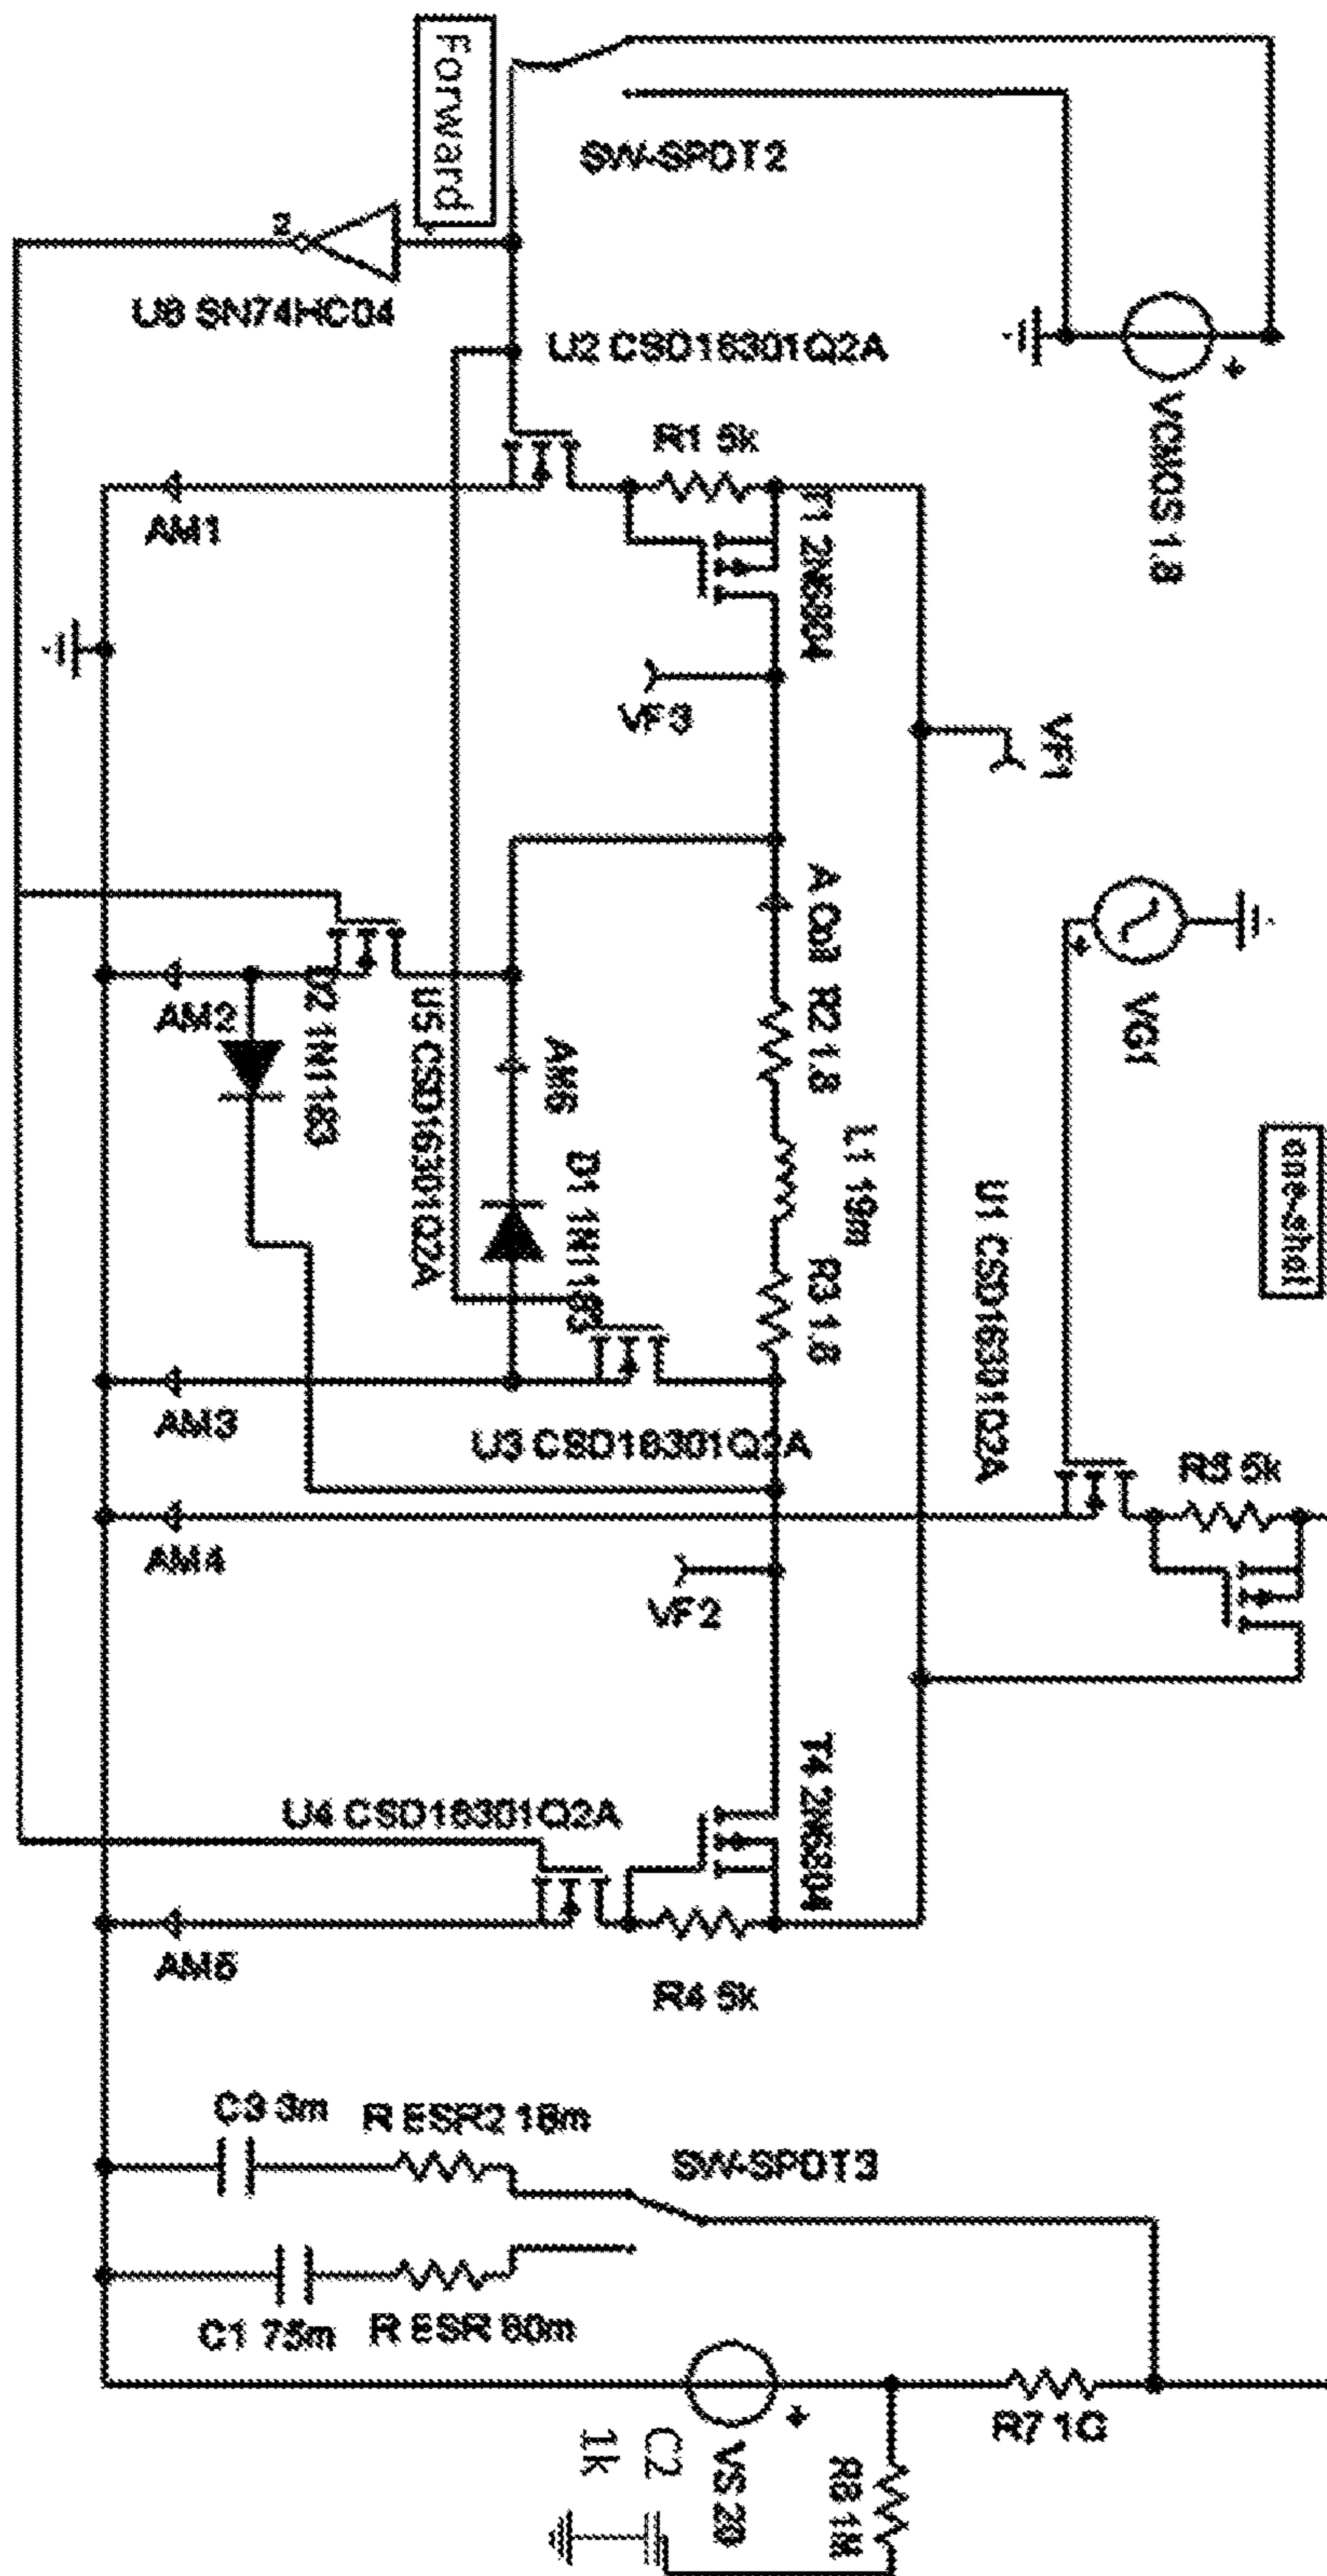 Forward
SW-SPDT2
2
U6 SN74HC04
U2 CSD16301Q2A
+
VCMOS 1.8
R1 5k
AM1
T1 2N6804
VF3
VF1
A Coil
R2 1.8
+
VG1
AM2
D2 1N1183
U5 CSD16301Q2A
AM6
D1 1N1183
L1 19m
R3 1.8
U1 CSD16301Q2A
one-shot
AM3
U3 CSD16301Q2A
R5 5k
AM4
VF2
T4 2N6804
U4 CSD16301Q2A
AM5
R4 5k
C3 3m
R ESR2 18m
SW-SPDT3
C1 75m
R ESR 60m
+
R7 1G
VS 20
C2
1k